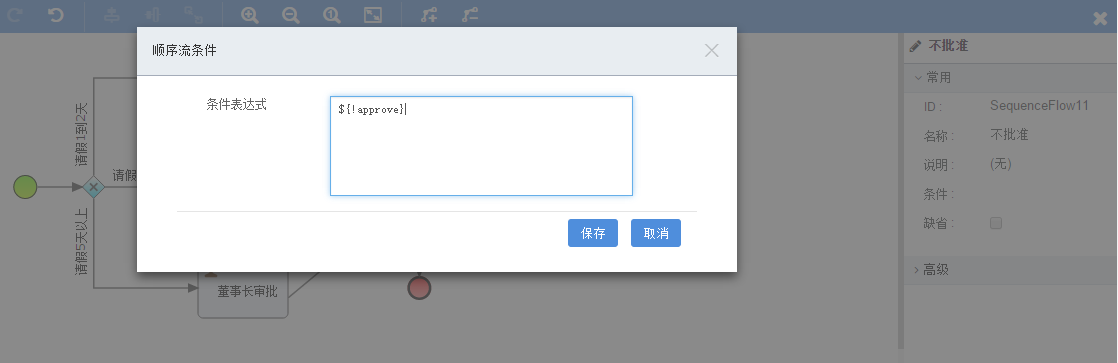 顺序流条件
条件表达式
${!approve}
保存
取消
请假1到2天
请假
请假5天以上
董事长审批
不批准
常用
ID :
SequenceFlow11
名称 :
不批准
说明 :
(无)
条件 :
缺省 :
高级